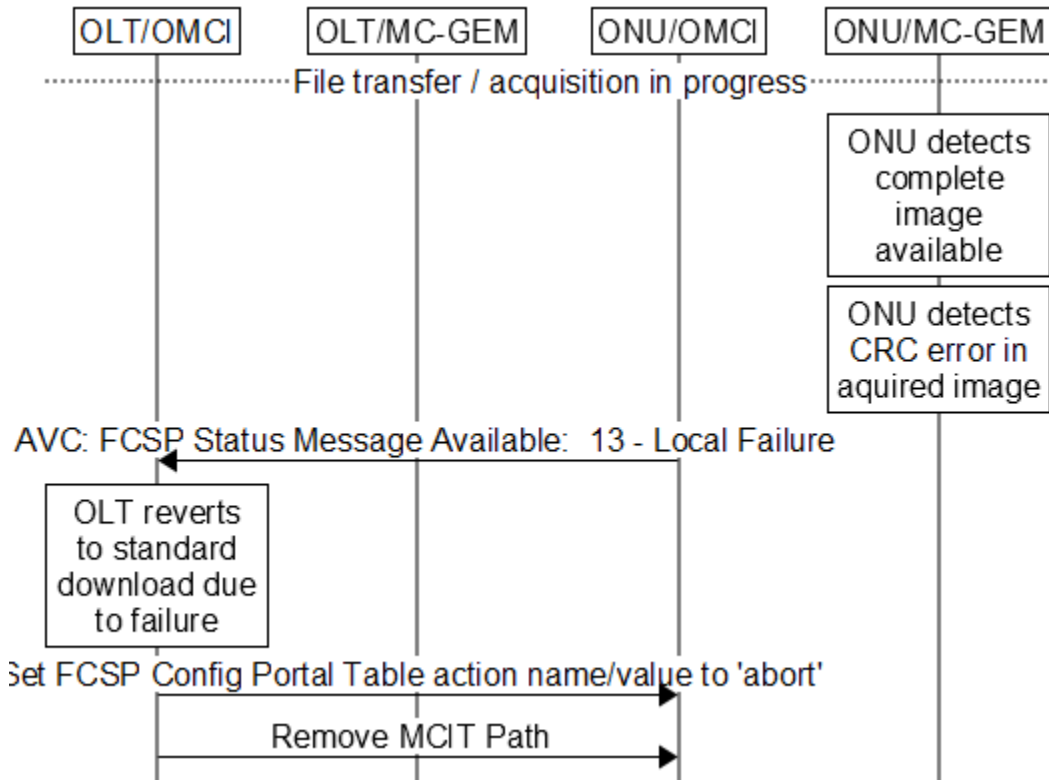 OLT/OMCI OLT/MC-GEM ONU/OMCI ONU/MC-GEM
File transfer / acquisition in progress
ONU detects
complete
image
available
ONU detects
CRC error in
aquired image
AVC: FCSP Status Message Available: 13 - Local Failure
OLT reverts
to standard
download due
to failure
Set FCSP Config Portal Table action name/value to 'abort'
Remove MCIT Path